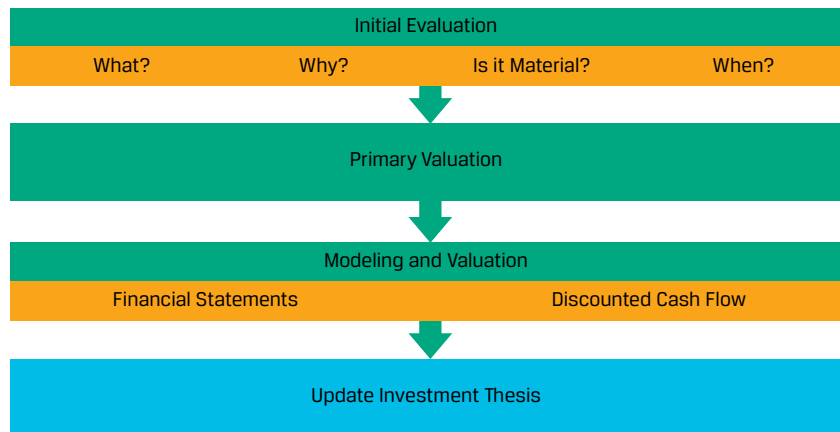 Initial Evaluation
What? Why? Is it Material? When?
Primary Valuation
Modeling and Valuation
Financial Statements Discounted Cash Flow
Update Investment Thesis